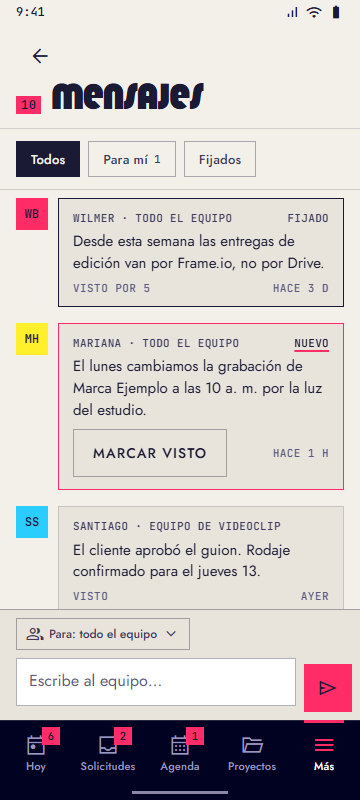 9:41
10 mensajes
Todos
Para mí 1
Fijados
WB
WILMER · TODO EL EQUIPO
FIJADO
Desde esta semana las entregas de
edición van por Frame.io, no por Drive.
VISTO POR 5
HACE 3 D
MH
MARIANA · TODO EL EQUIPO
NUEVO
El lunes cambiamos la grabación de
Marca Ejemplo a las 10 a. m. por la luz
del estudio.
MARCAR VISTO
HACE 1 H
SS
SANTIAGO · EQUIPO DE VIDEOCLIP
El cliente aprobó el guion. Rodaje
confirmado para el jueves 13.
VISTO
AYER
Para: todo el equipo
Escribe al equipo...
6
2
1
Hoy
Solicitudes
Agenda
Proyectos
Más